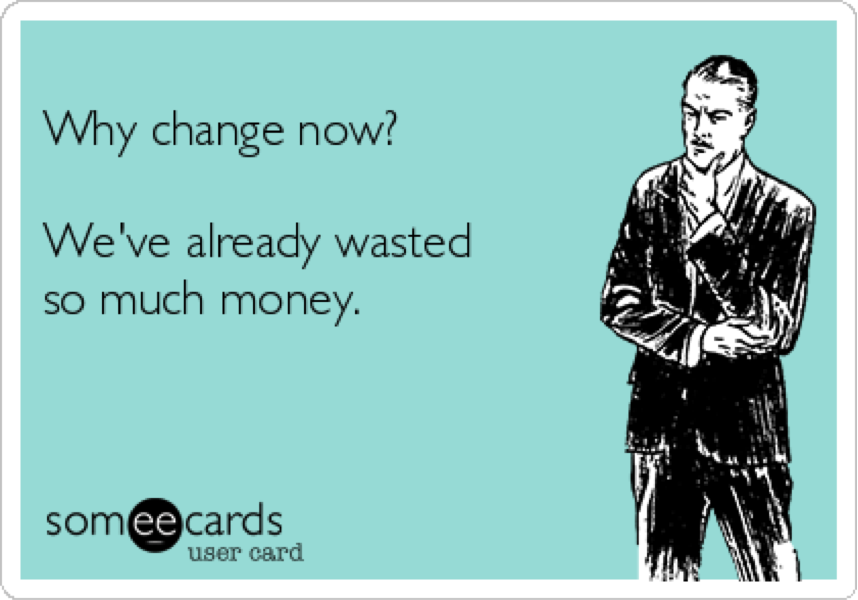 Why change now?
We've already wasted
so much money.
someecards
user card